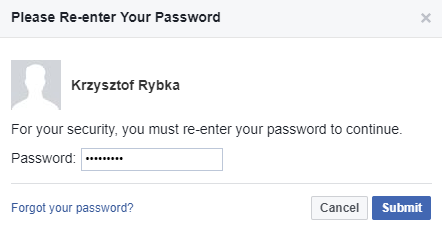 Please Re-enter Your Password
Krzysztof Rybka
For your security, you must re-enter your password to continue.
Password: •••••••••
Forgot your password? Cancel Submit